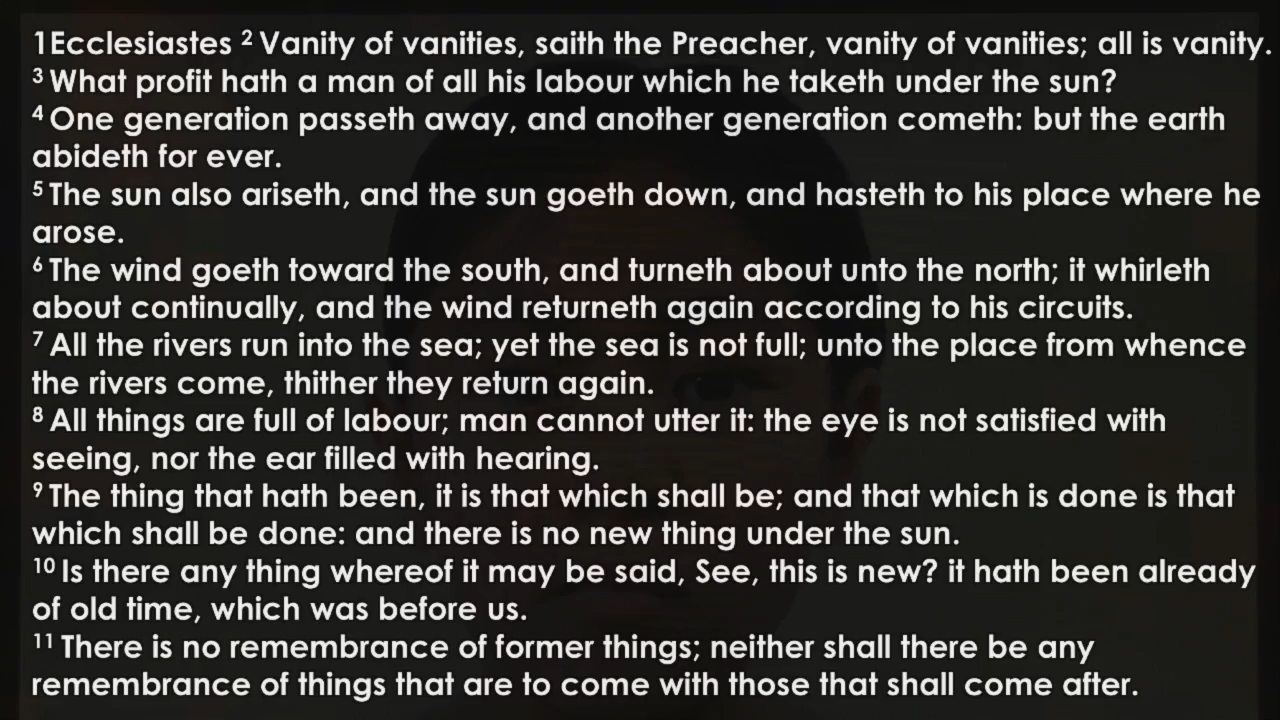 1Ecclesiastes 2 Vanity of vanities, saith the Preacher, vanity of vanities; all is vanity.
3 What profit hath a man of all his labour which he taketh under the sun?
4 One generation passeth away, and another generation cometh: but the earth
abideth for ever.
5 The sun also ariseth, and the sun goeth down, and hasteth to his place where he
arose.
6 The wind goeth toward the south, and turneth about unto the north; it whirleth
about continually, and the wind returneth again according to his circuits.
7 All the rivers run into the sea; yet the sea is not full; unto the place from whence
the rivers come, thither they return again.
8 All things are full of labour; man cannot utter it: the eye is not satisfied with
seeing, nor the ear filled with hearing.
9 The thing that hath been, it is that which shall be; and that which is done is that
which shall be done: and there is no new thing under the sun.
10 Is there any thing whereof it may be said, See, this is new? it hath been already
of old time, which was before us.
11 There is no remembrance of former things; neither shall there be any
remembrance of things that are to come with those that shall come after.